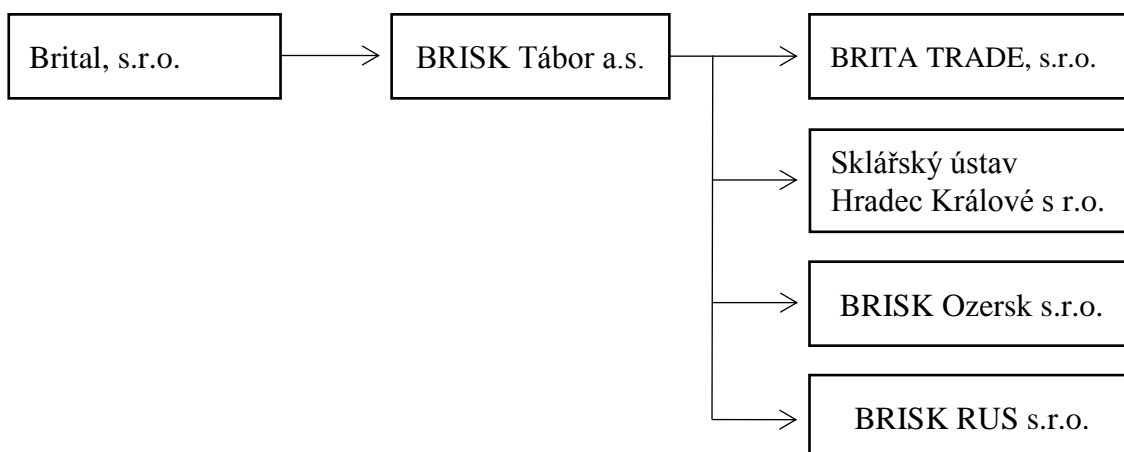 Brital, s.r.o.
BRISK Tábor a.s.
BRITA TRADE, s.r.o.
Sklářský ústav
Hradec Králové s r.o.
BRISK Ozersk s.r.o.
BRISK RUS s.r.o.